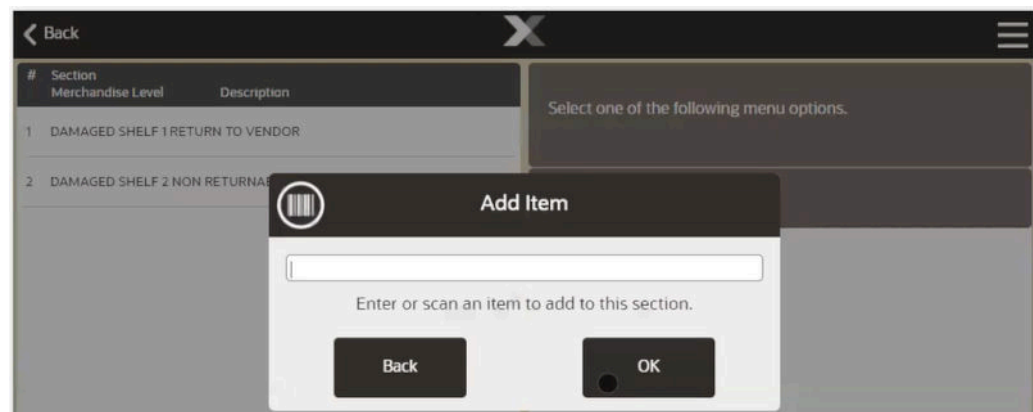 Back
X
# Section
Merchandise Level Description
Select one of the following menu options.
1 DAMAGED SHELF 1 RETURN TO VENDOR
2 DAMAGED SHELF 2 NON RETURNAB
Add Item
Enter or scan an item to add to this section.
Back OK